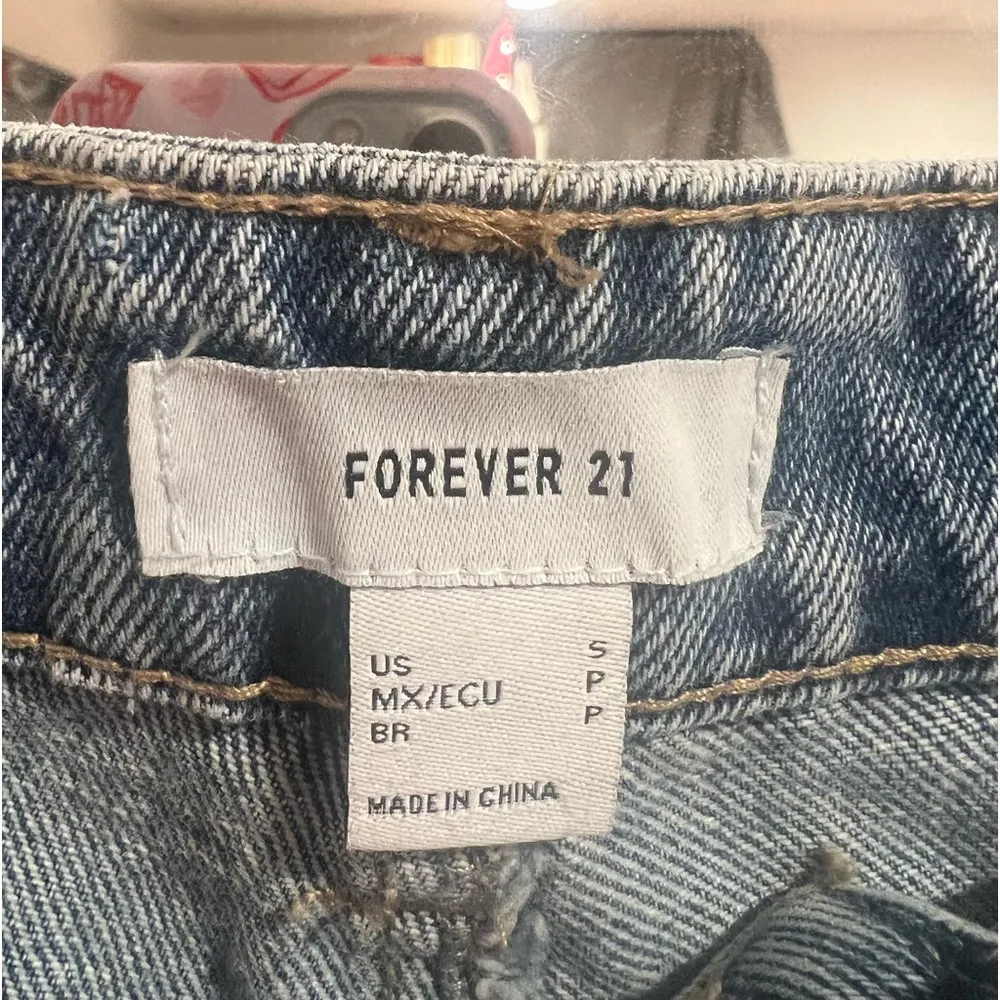 FOREVER 21
US S
MX/ECU P
BR P
MADE IN CHINA